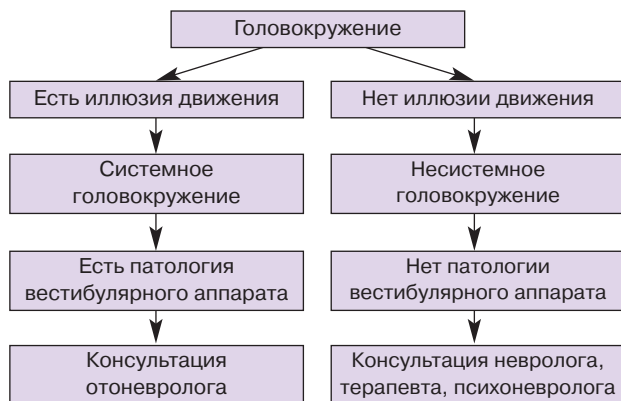 Головокружение
Есть иллюзия движения
Нет иллюзии движения
Системное
головокружение
Несистемное
головокружение
Есть патология
вестибулярного аппарата
Нет патологии
вестибулярного аппарата
Консультация
отоневролога
Консультация невролога,
терапевта, психоневролога